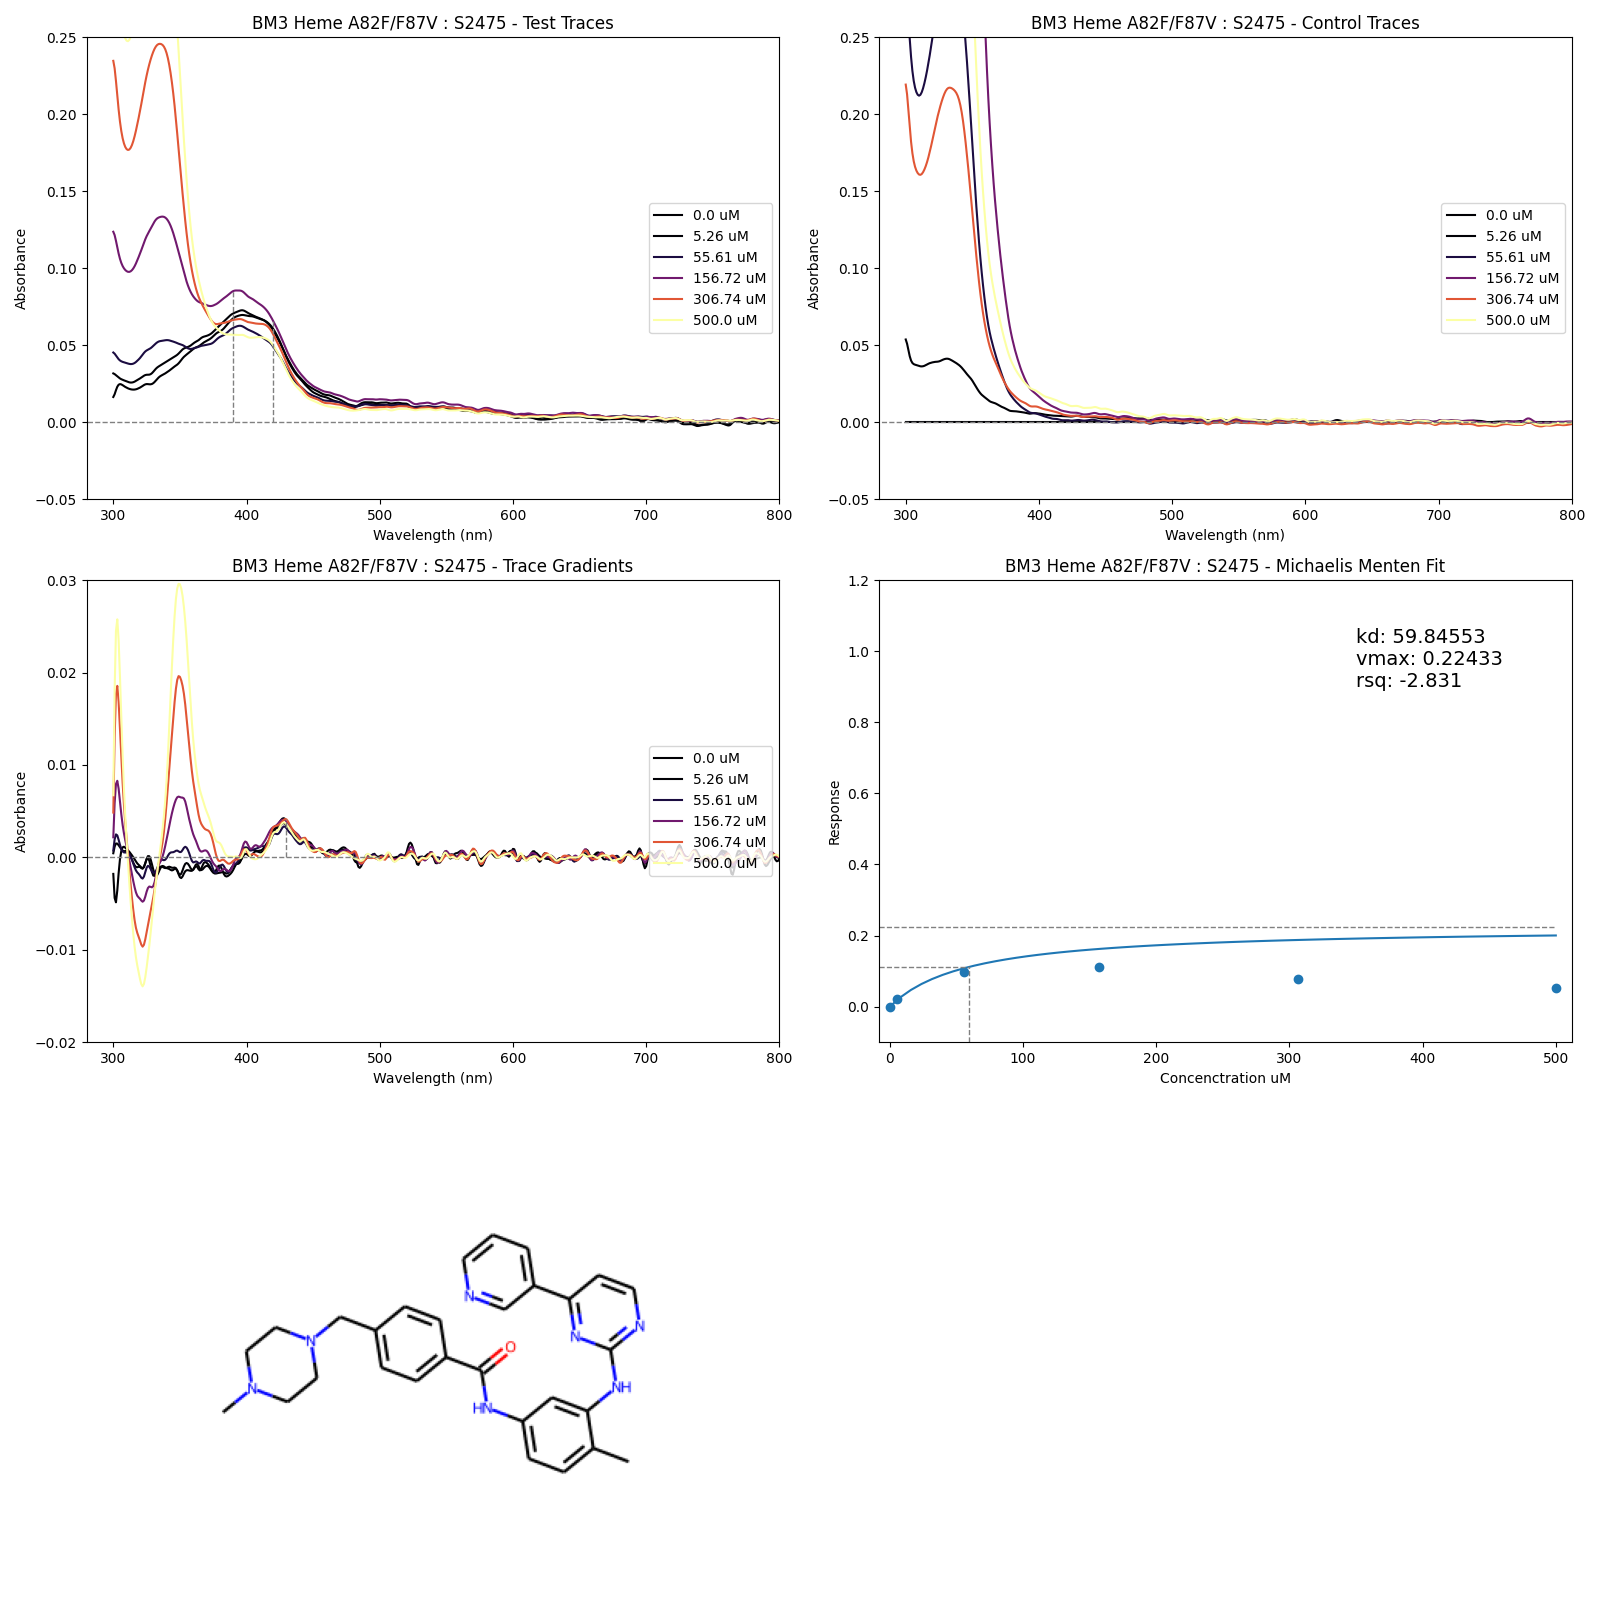 BM3 Heme A82F/F87V : S2475 - Test Traces
0.25
0.20
0.15
0.10
0.05
0.00
−0.05
Absorbance
300 400 500 600 700 800
Wavelength (nm)
0.0 uM
5.26 uM
55.61 uM
156.72 uM
306.74 uM
500.0 uM
BM3 Heme A82F/F87V : S2475 - Control Traces
0.25
0.20
0.15
0.10
0.05
0.00
−0.05
Absorbance
300 400 500 600 700 800
Wavelength (nm)
0.0 uM
5.26 uM
55.61 uM
156.72 uM
306.74 uM
500.0 uM
BM3 Heme A82F/F87V : S2475 - Trace Gradients
0.03
0.02
0.01
0.00
−0.01
−0.02
Absorbance
300 400 500 600 700 800
Wavelength (nm)
0.0 uM
5.26 uM
55.61 uM
156.72 uM
306.74 uM
500.0 uM
BM3 Heme A82F/F87V : S2475 - Michaelis Menten Fit
1.2
1.0
0.8
0.6
0.4
0.2
0.0
Response
0 100 200 300 400 500
Concenctration uM
kd: 59.84553
vmax: 0.22433
rsq: -2.831
N
N
N
N
O
N
NH
N
HN